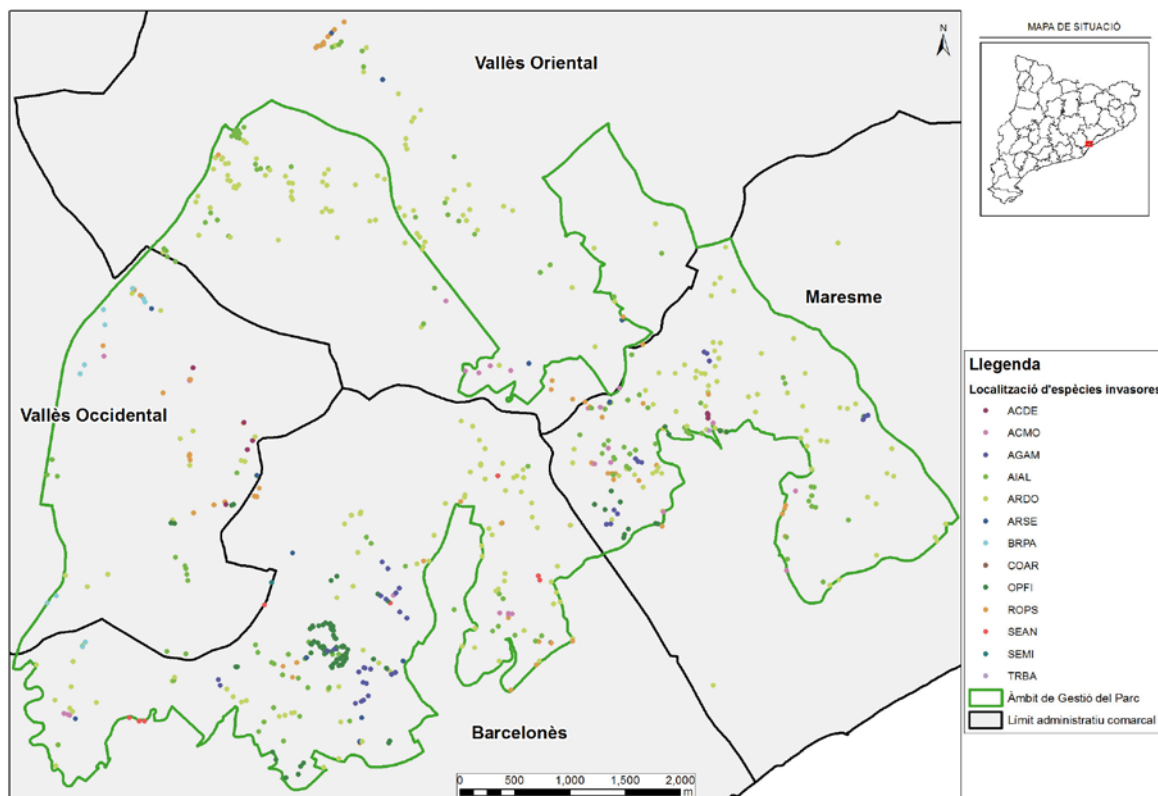 N
Vallès Oriental
Maresme
Vallès Occidental
Barcelonès
0 500 1,000 2,000
m
MAPA DE SITUACIÓ
Llegenda
Localització d'espècies invasores
ACDE
ACMO
AGAM
AIAL
ARDO
ARSE
BRPA
COAR
OPFI
ROPS
SEAN
SEMI
TRBA
Àmbit de Gestió del Parc
Límit administratiu comarcal